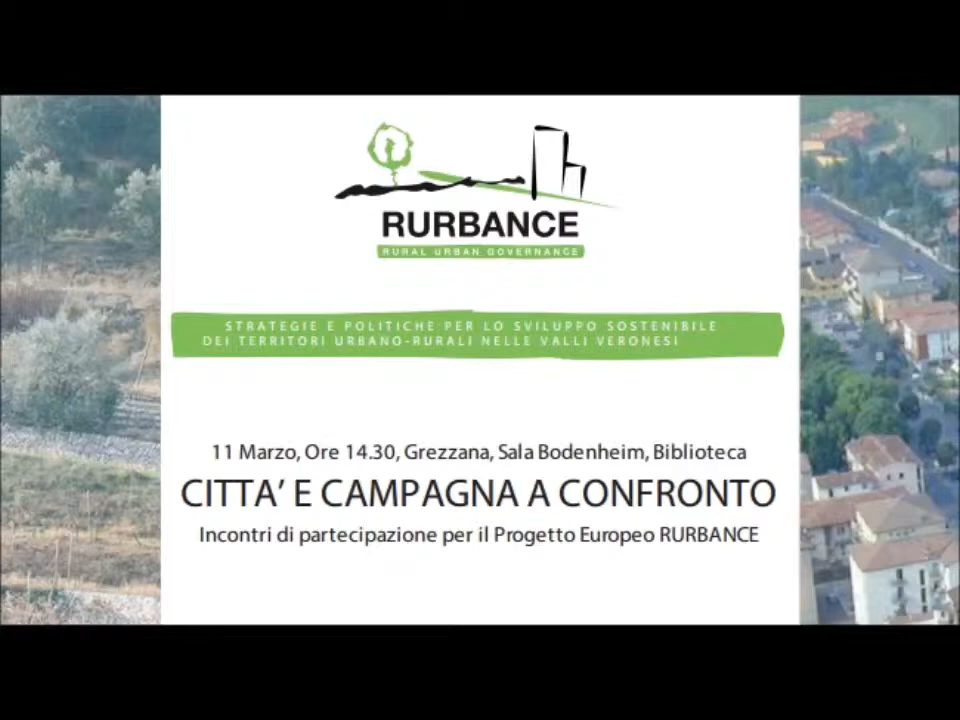 RURBANCE
RURAL URBAN GOVERNANCE
STRATEGIE E POLITICHE PER LO SVILUPPO SOSTENIBILE
DEI TERRITORI URBANO-RURALI NELLE VALLI VERONESI
11 Marzo, Ore 14.30, Grezzana, Sala Bodenheim, Biblioteca
CITTA' E CAMPAGNA A CONFRONTO
Incontri di partecipazione per il Progetto Europeo RURBANCE